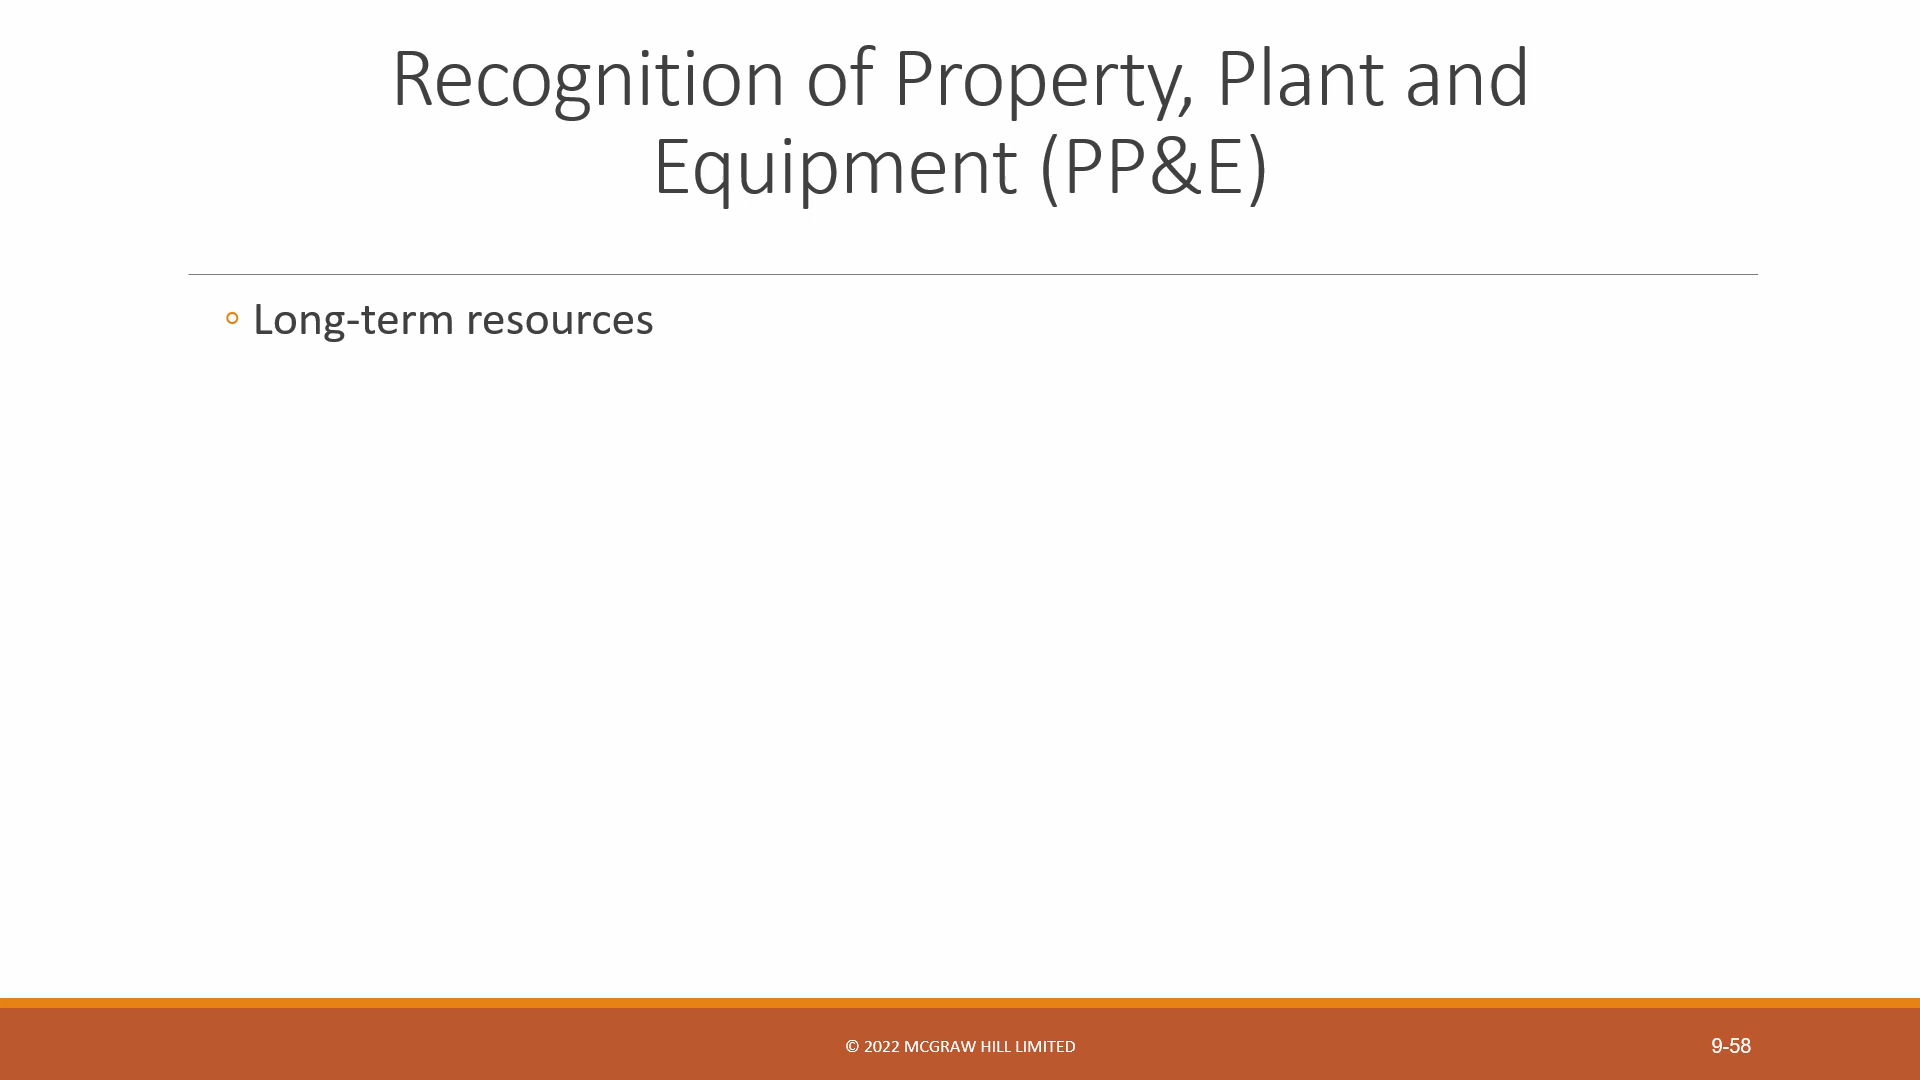 Recognition of Property, Plant and
Equipment (PP&E)
◦ Long-term resources
© 2022 MCGRAW HILL LIMITED
9-58